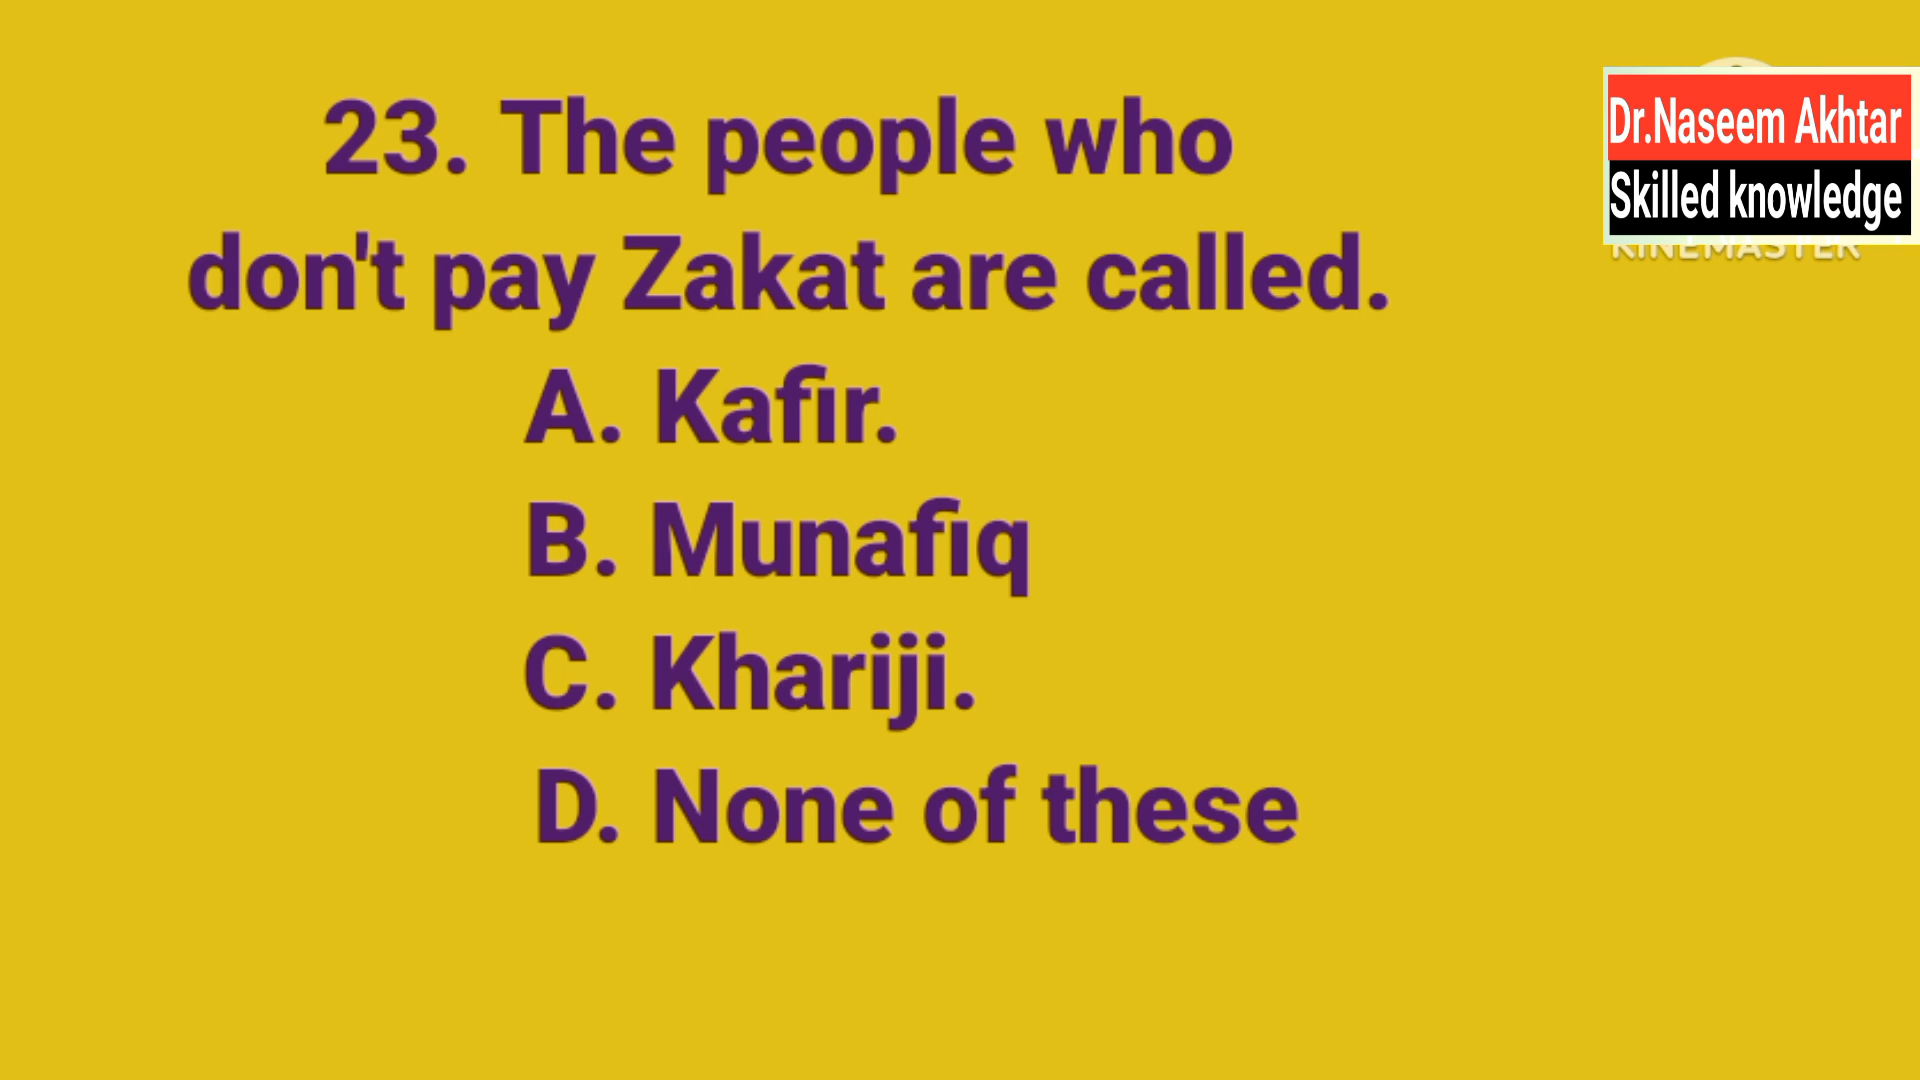 23. The people who
don't pay Zakat are called.
A. Kafir.
B. Munafiq
C. Khariji.
D. None of these
Dr.Naseem Akhtar
Skilled knowledge
KINEMASTER